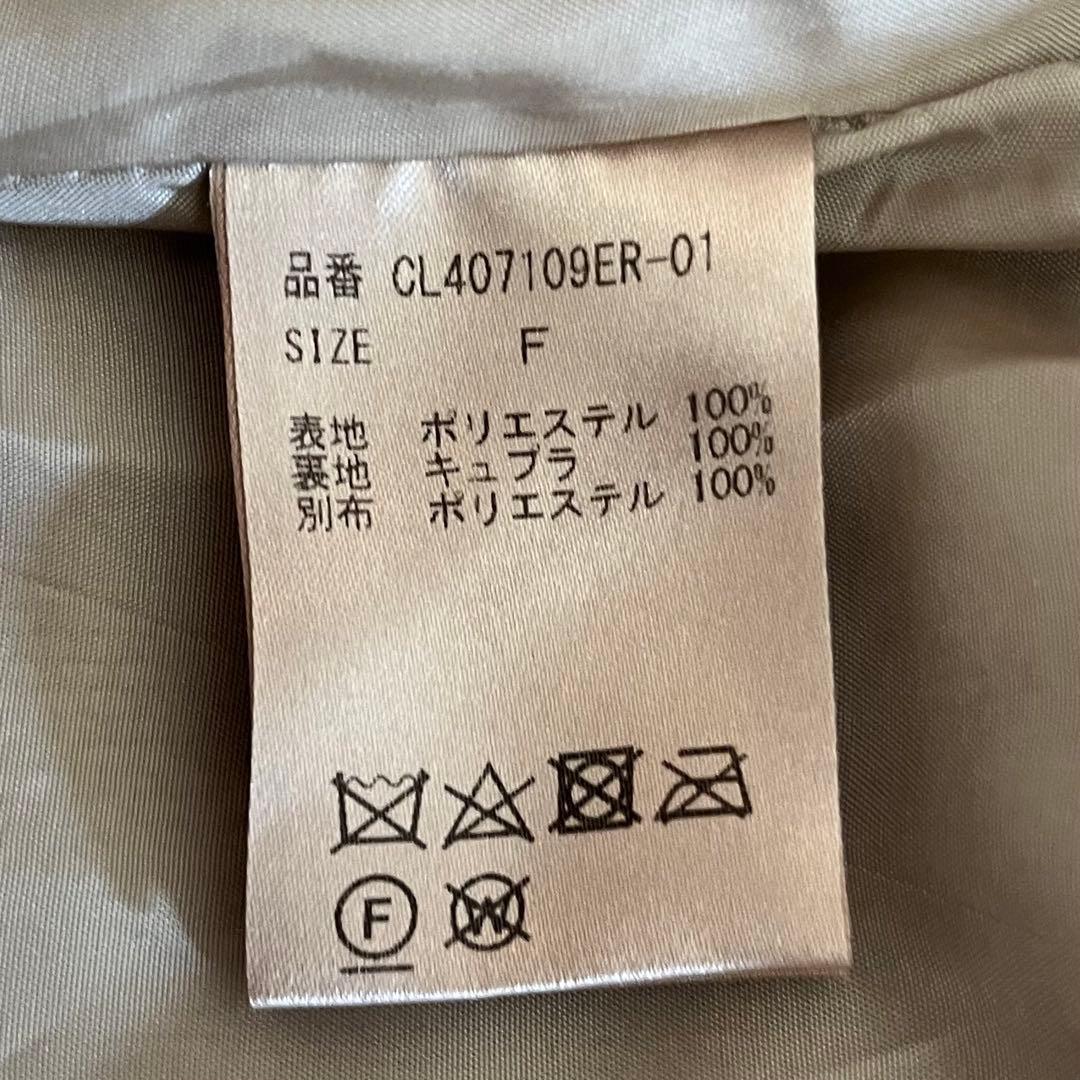 品番 CL407109ER-01
SIZE F
表地 ポリエステル 100%
裏地 キュプラ 100%
別布 ポリエステル 100%
F W